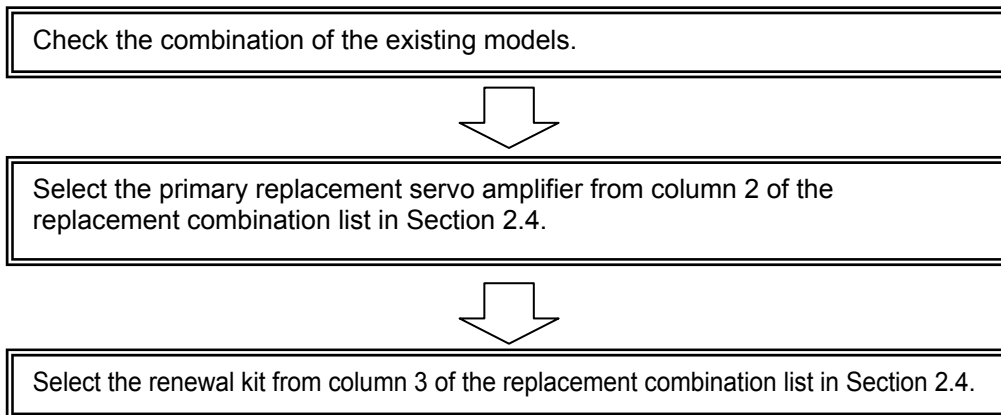 Check the combination of the existing models.
Select the primary replacement servo amplifier from column 2 of the
replacement combination list in Section 2.4.
Select the renewal kit from column 3 of the replacement combination list in Section 2.4.